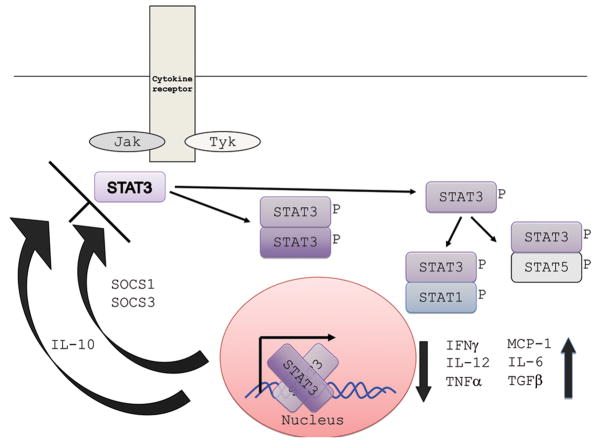 Cytokine
receptor
Jak
Tyk
STAT3
STAT3 P
STAT3 P
STAT3 P
STAT3 P
STAT5 P
STAT3 P
STAT1 P
SOCS1
SOCS3
IL-10
IFNγ
IL-12
TNFα
MCP-1
IL-6
TGFβ
STAT3
3
Nucleus